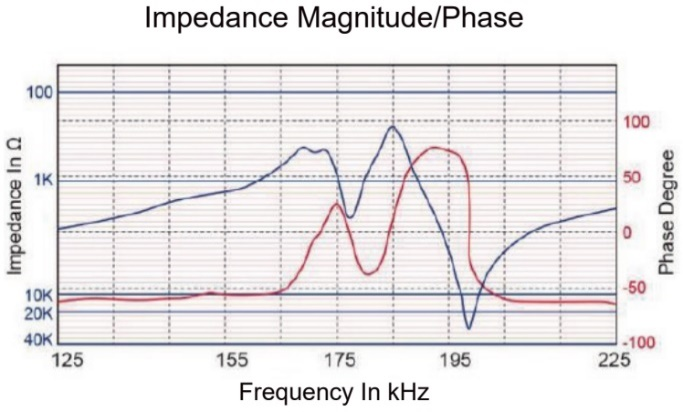 Impedance Magnitude/Phase
100
1K
10K
20K
40K
Impedance In Ω
100
50
0
-50
-100
Phase Degree
125 155 175 195 225
Frequency In kHz